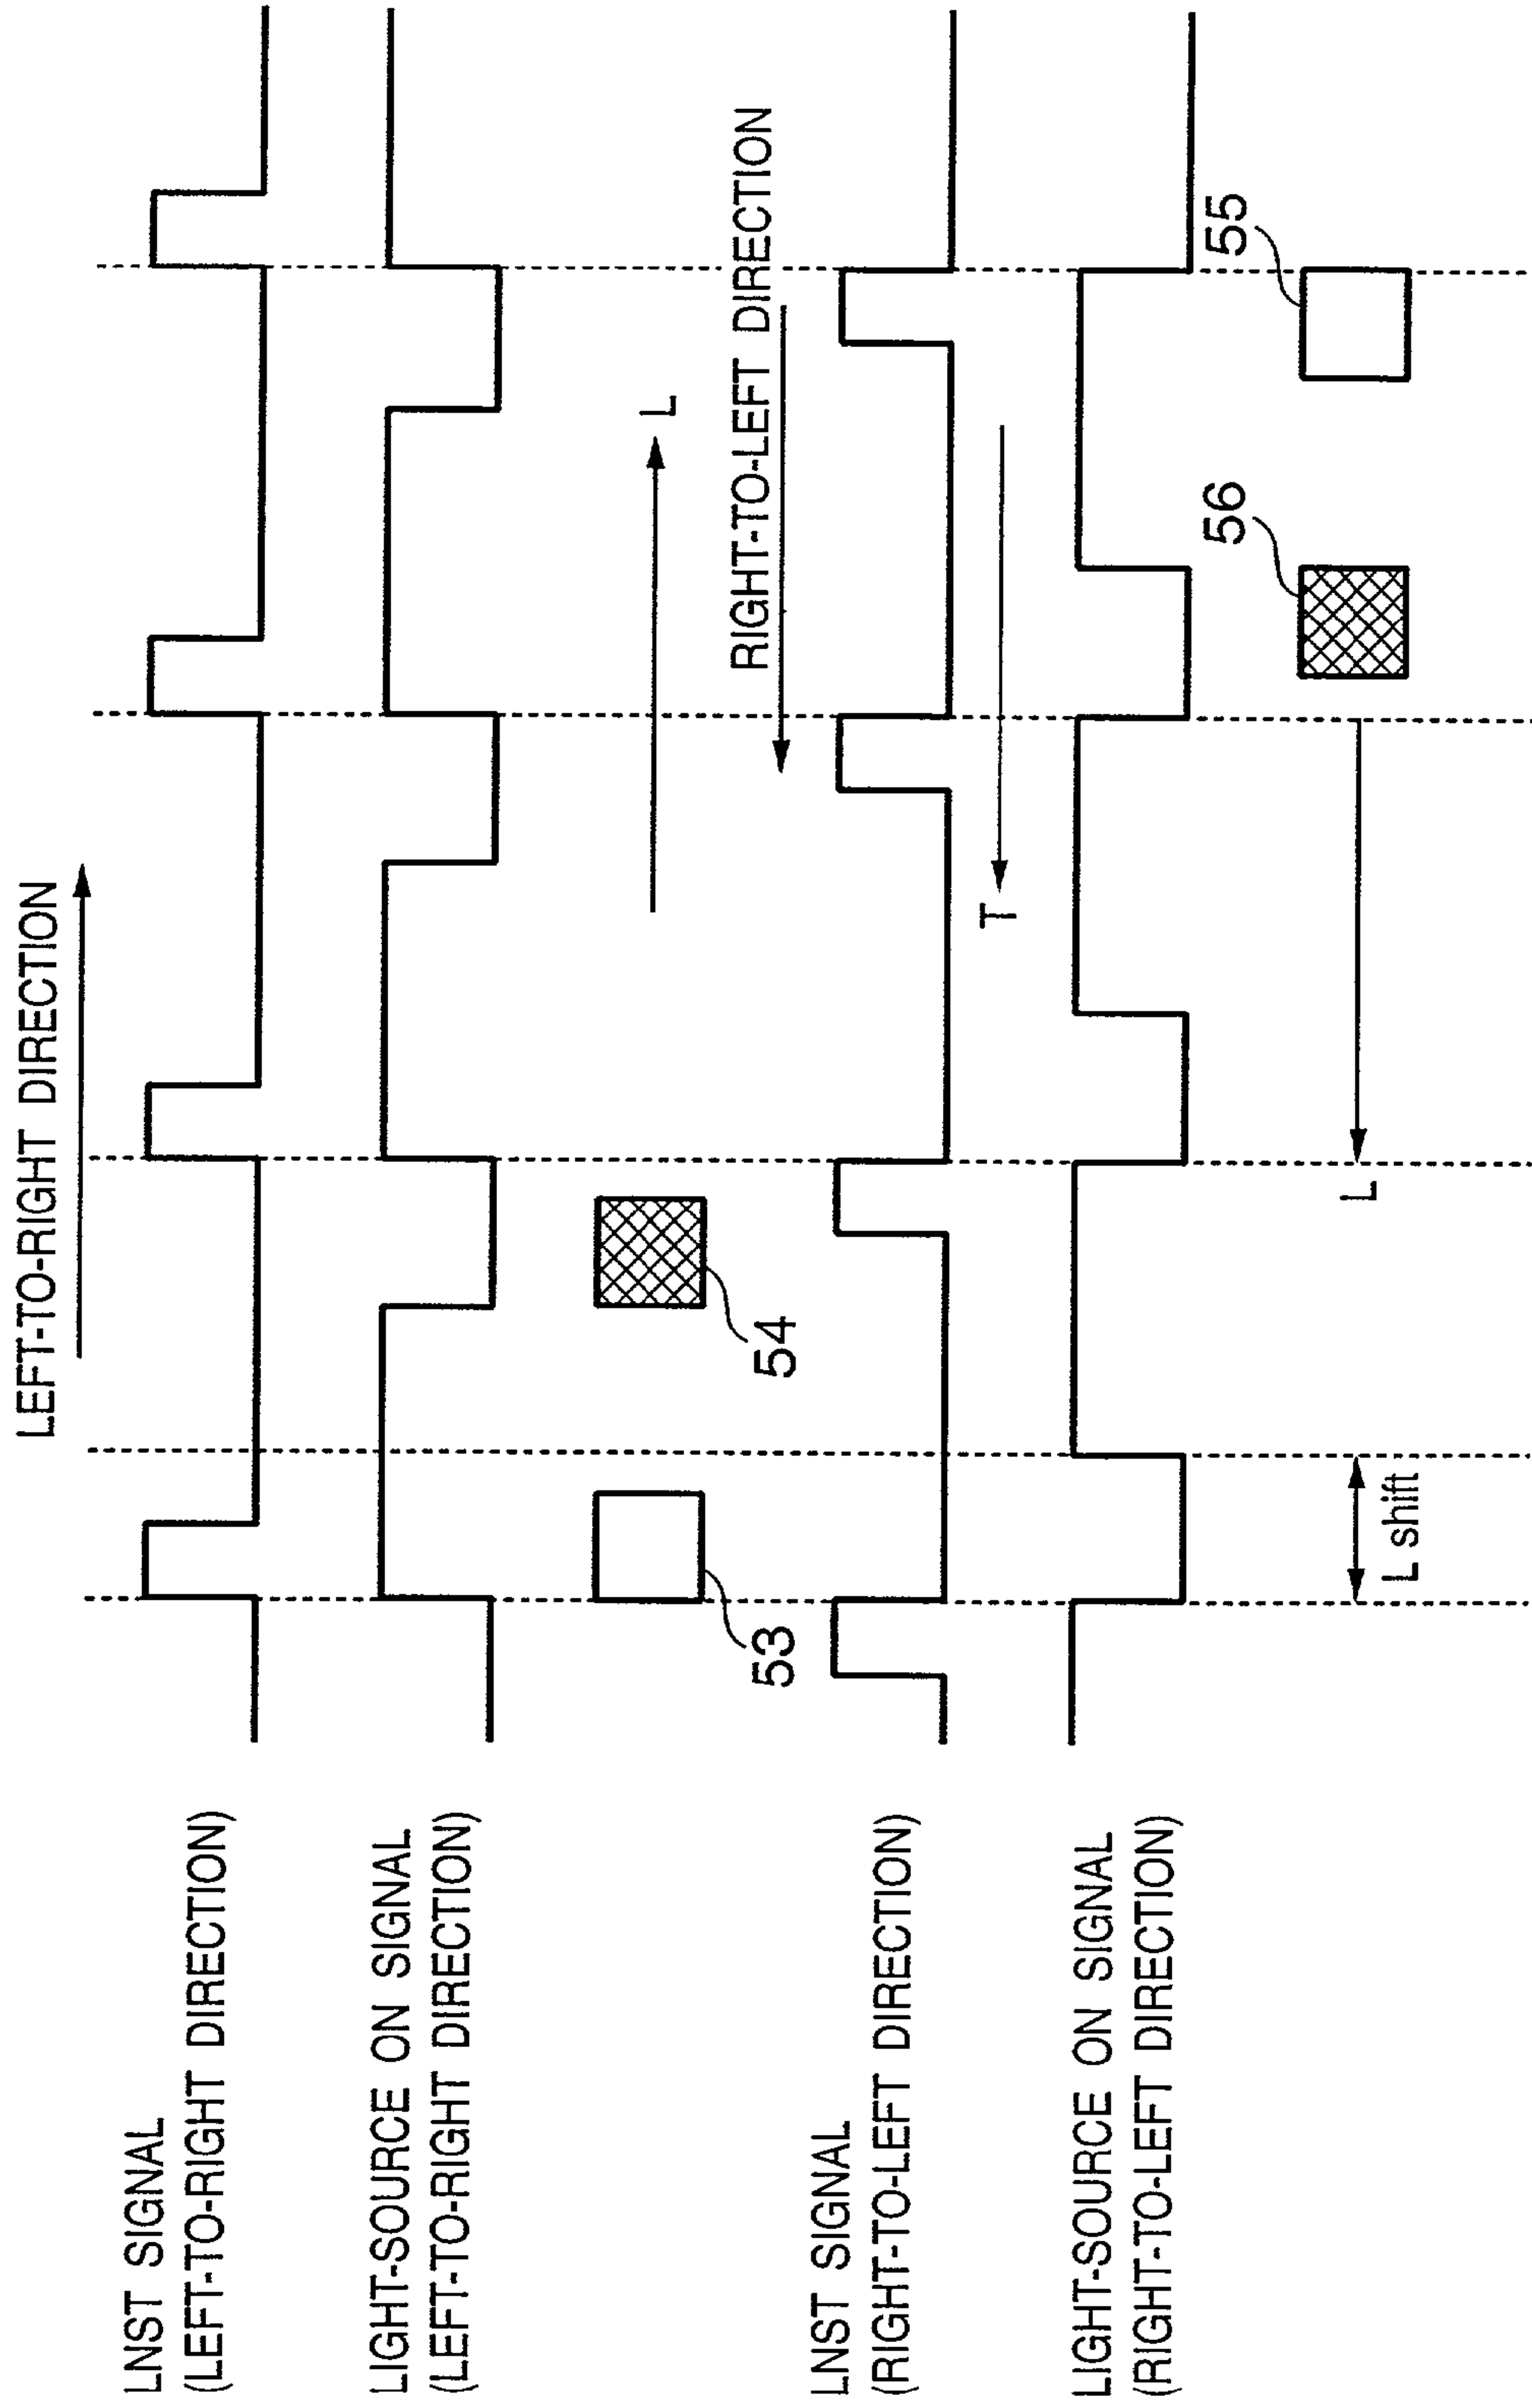 LEFT-TO-RIGHT DIRECTION
LNST SIGNAL
(LEFT-TO-RIGHT DIRECTION)
LIGHT-SOURCE ON SIGNAL
(LEFT-TO-RIGHT DIRECTION)
L
53
54
RIGHT-TO-LEFT DIRECTION
LNST SIGNAL
(RIGHT-TO-LEFT DIRECTION)
T
LIGHT-SOURCE ON SIGNAL
(RIGHT-TO-LEFT DIRECTION)
56
55
L
L shift